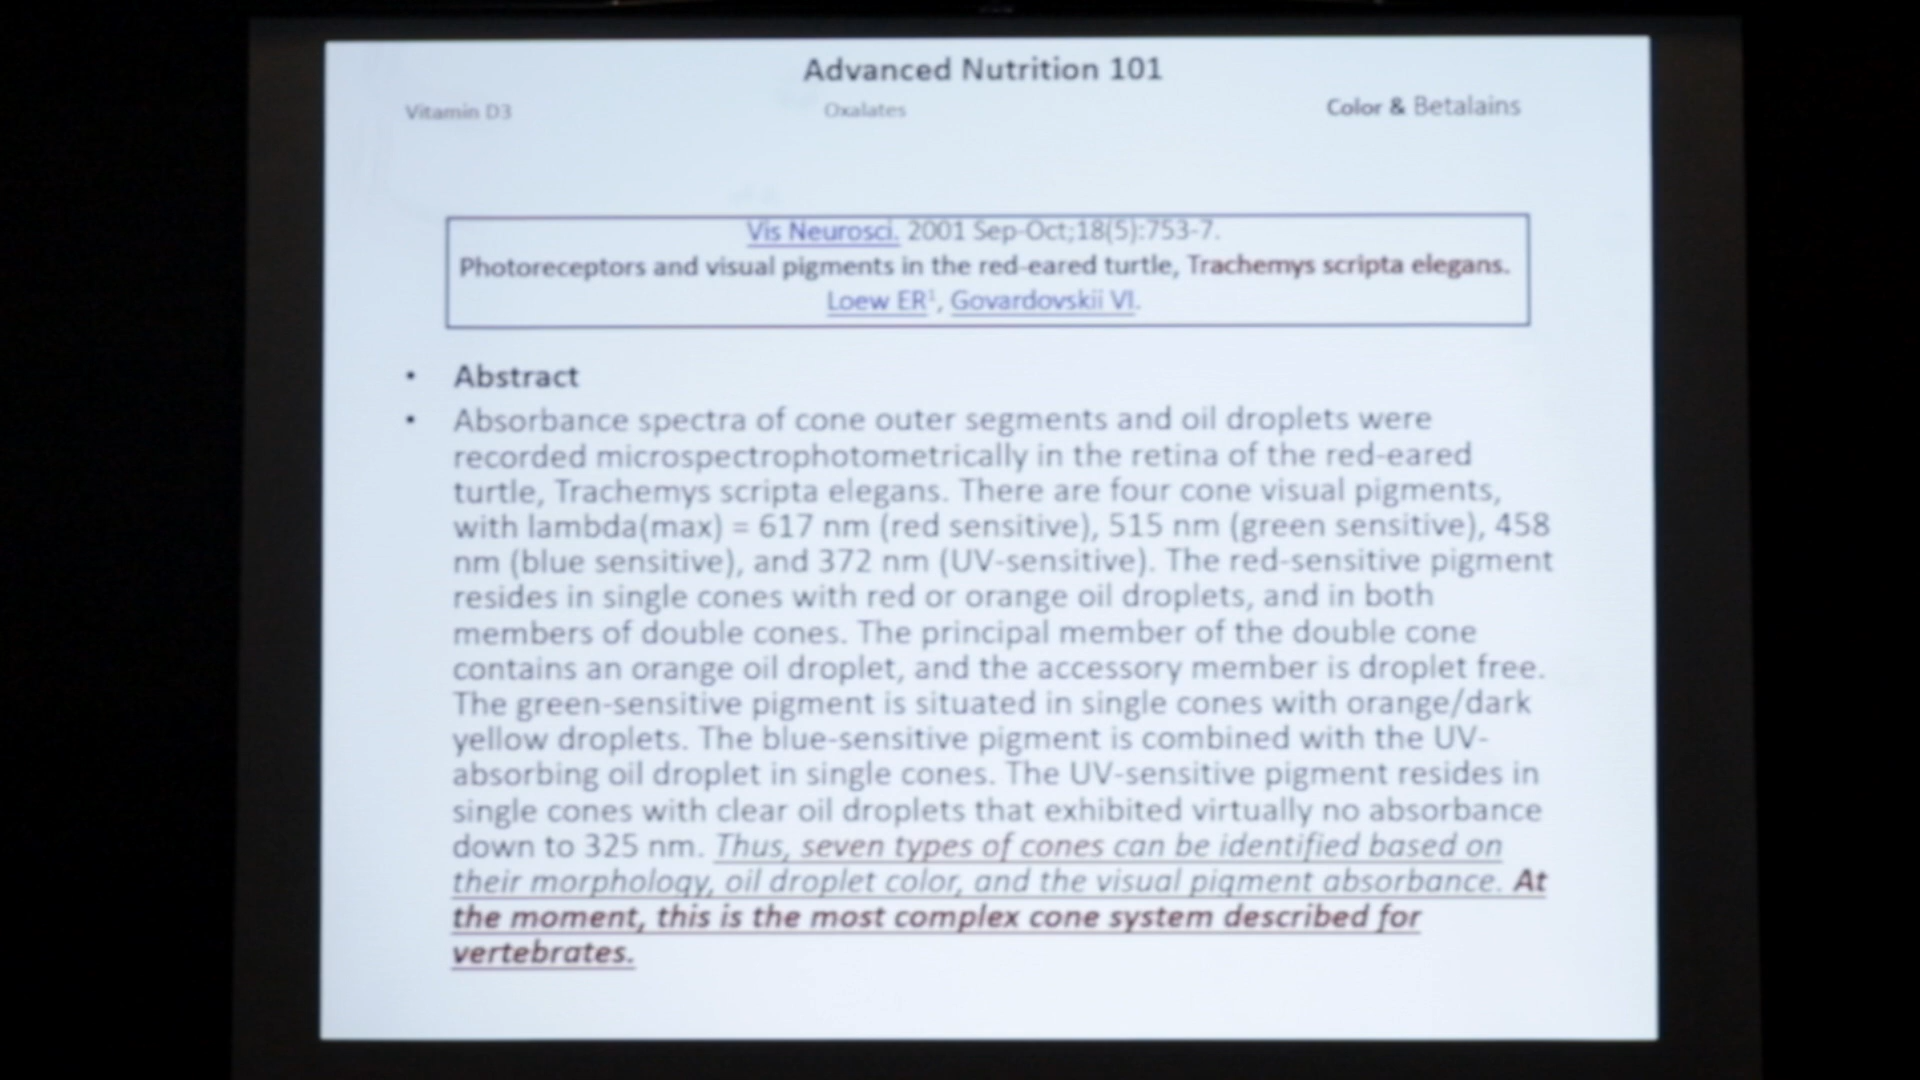 Advanced Nutrition 101
Vitamin D3 Oxalates Color & Betalains
Vis Neurosci. 2001 Sep-Oct;18(5):753-7.
Photoreceptors and visual pigments in the red-eared turtle, Trachemys scripta elegans.
Loew ER1, Govardovskii VI.
• Abstract
• Absorbance spectra of cone outer segments and oil droplets were
recorded microspectrophotometrically in the retina of the red-eared
turtle, Trachemys scripta elegans. There are four cone visual pigments,
with lambda(max) = 617 nm (red sensitive), 515 nm (green sensitive), 458
nm (blue sensitive), and 372 nm (UV-sensitive). The red-sensitive pigment
resides in single cones with red or orange oil droplets, and in both
members of double cones. The principal member of the double cone
contains an orange oil droplet, and the accessory member is droplet free.
The green-sensitive pigment is situated in single cones with orange/dark
yellow droplets. The blue-sensitive pigment is combined with the UV-
absorbing oil droplet in single cones. The UV-sensitive pigment resides in
single cones with clear oil droplets that exhibited virtually no absorbance
down to 325 nm. Thus, seven types of cones can be identified based on
their morphology, oil droplet color, and the visual pigment absorbance. At
the moment, this is the most complex cone system described for
vertebrates.